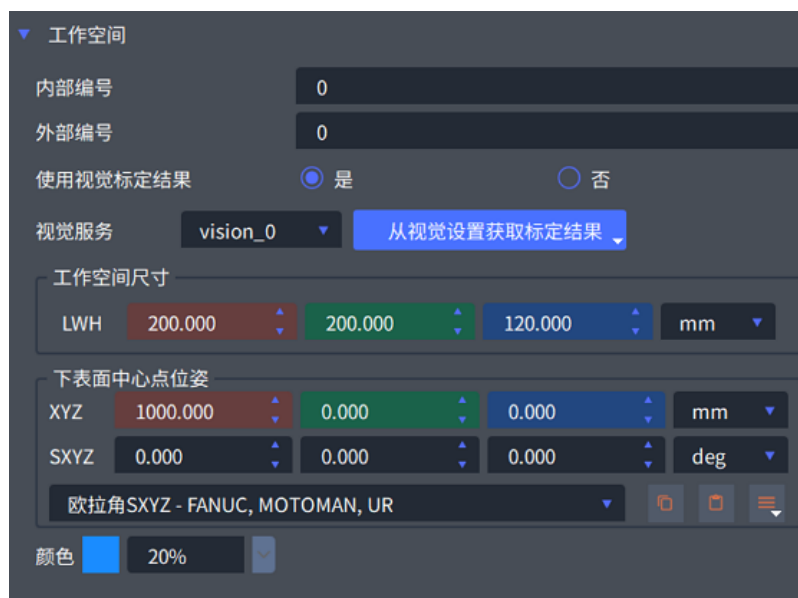 工作空间
内部编号 0
外部编号 0
使用视觉标定结果 是 否
视觉服务 vision_0 从视觉设置获取标定结果
工作空间尺寸
LWH 200.000 200.000 120.000 mm
下表面中心点位姿
XYZ 1000.000 0.000 0.000 mm
SXYZ 0.000 0.000 0.000 deg
欧拉角SXYZ - FANUC, MOTOMAN, UR
颜色 20%